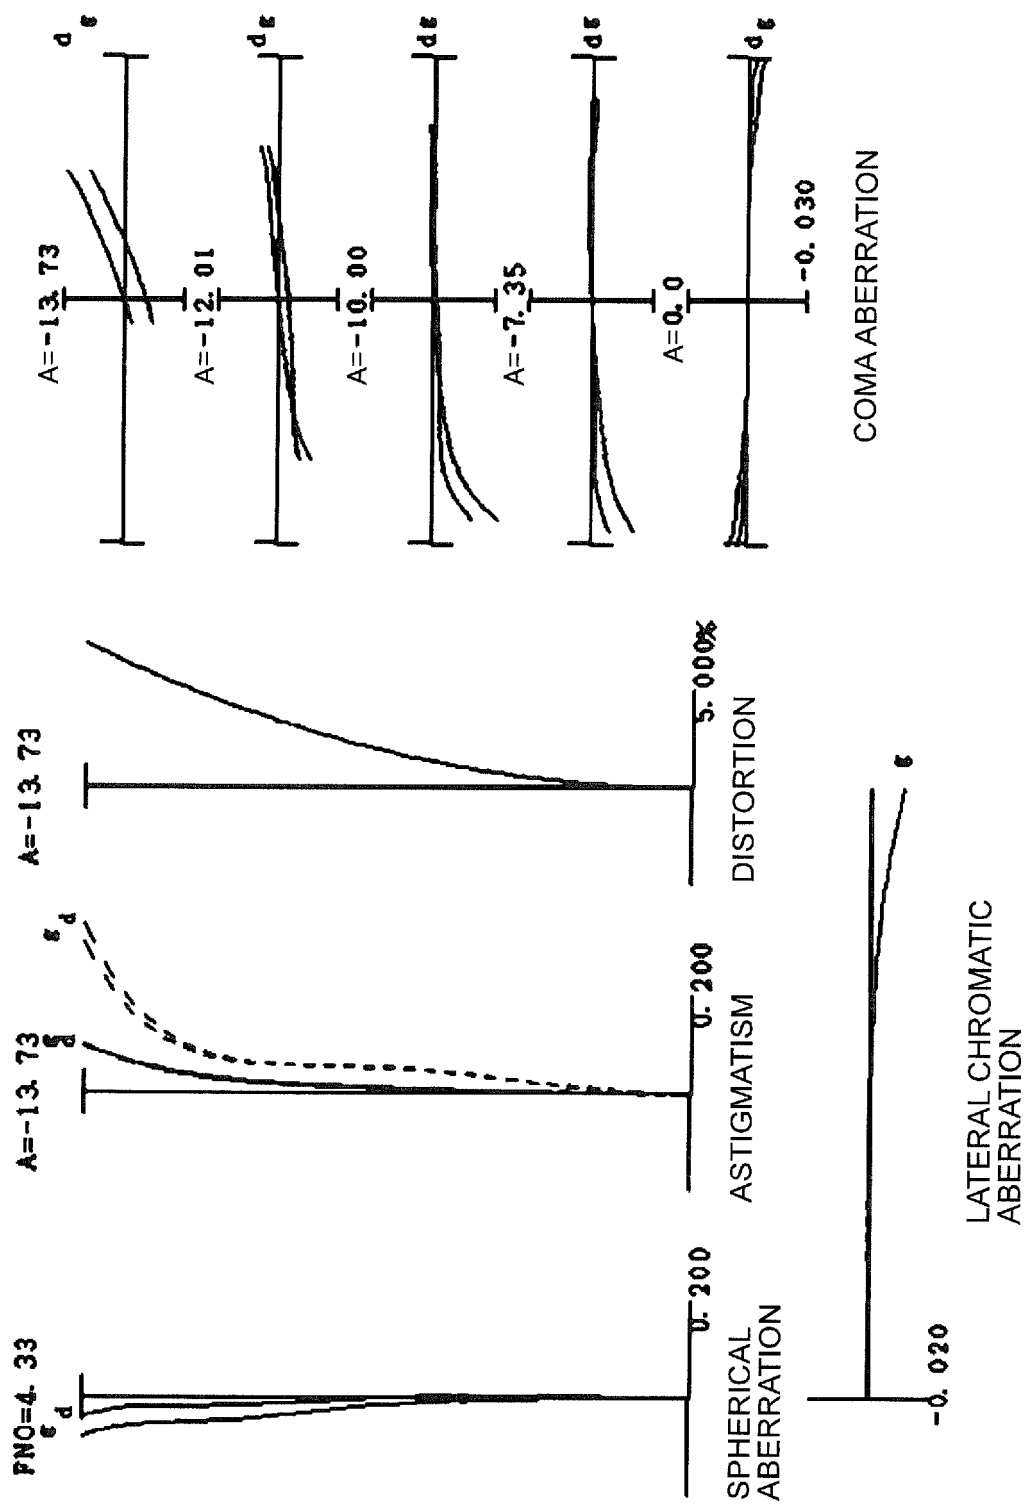 FNO=4. 33
g
d
0. 200
SPHERICAL
ABERRATION
A=-13. 73
g
d
g
d
0. 200
ASTIGMATISM
A=-13. 73
5. 000%
DISTORTION
A=-13. 73
d
g
A=-12. 01
d
g
A=-10. 00
d
g
A=-7. 35
d
g
A=0. 0
d
g
-0. 030
COMA ABERRATION
g
-0. 020
LATERAL CHROMATIC
ABERRATION